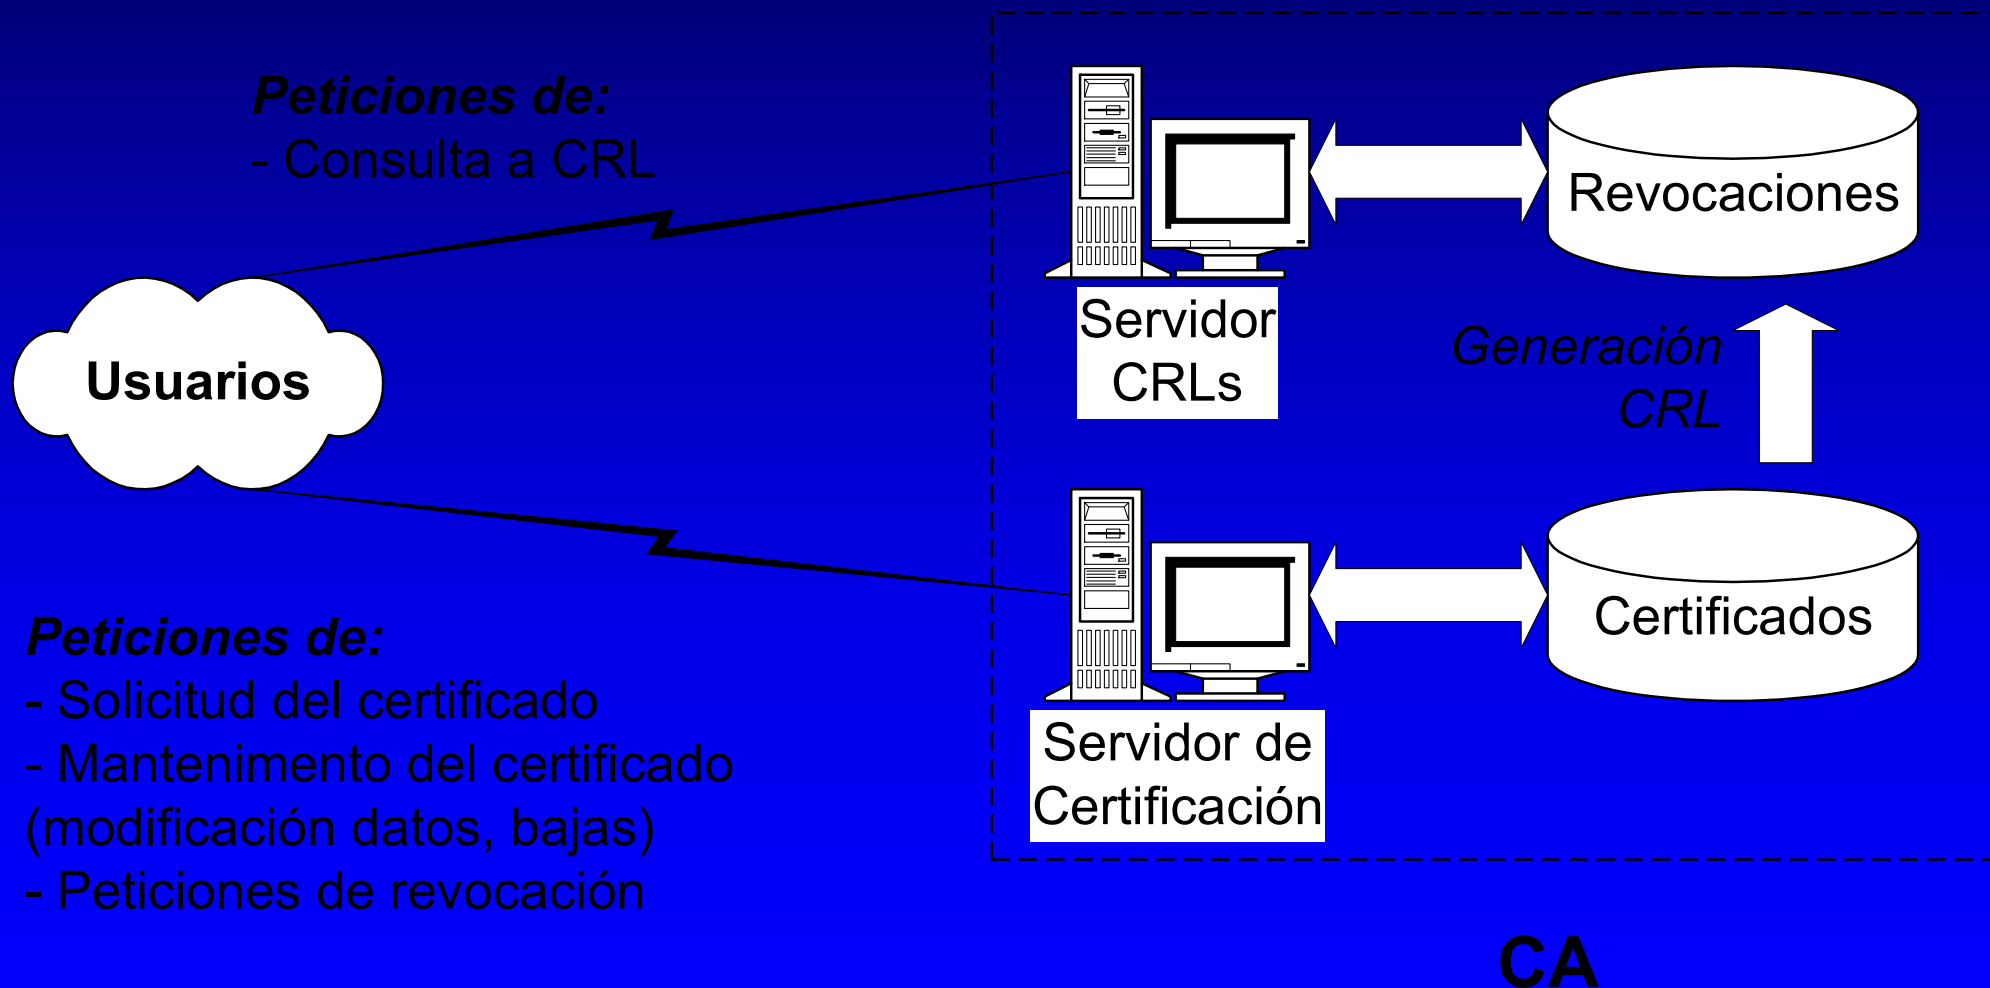 Peticiones de:
- Consulta a CRL
Revocaciones
Servidor
CRLs
Generación
CRL
Usuarios
Certificados
Peticiones de:
- Solicitud del certificado
- Mantenimento del certificado
(modificación datos, bajas)
- Peticiones de revocación
Servidor de
Certificación
CA